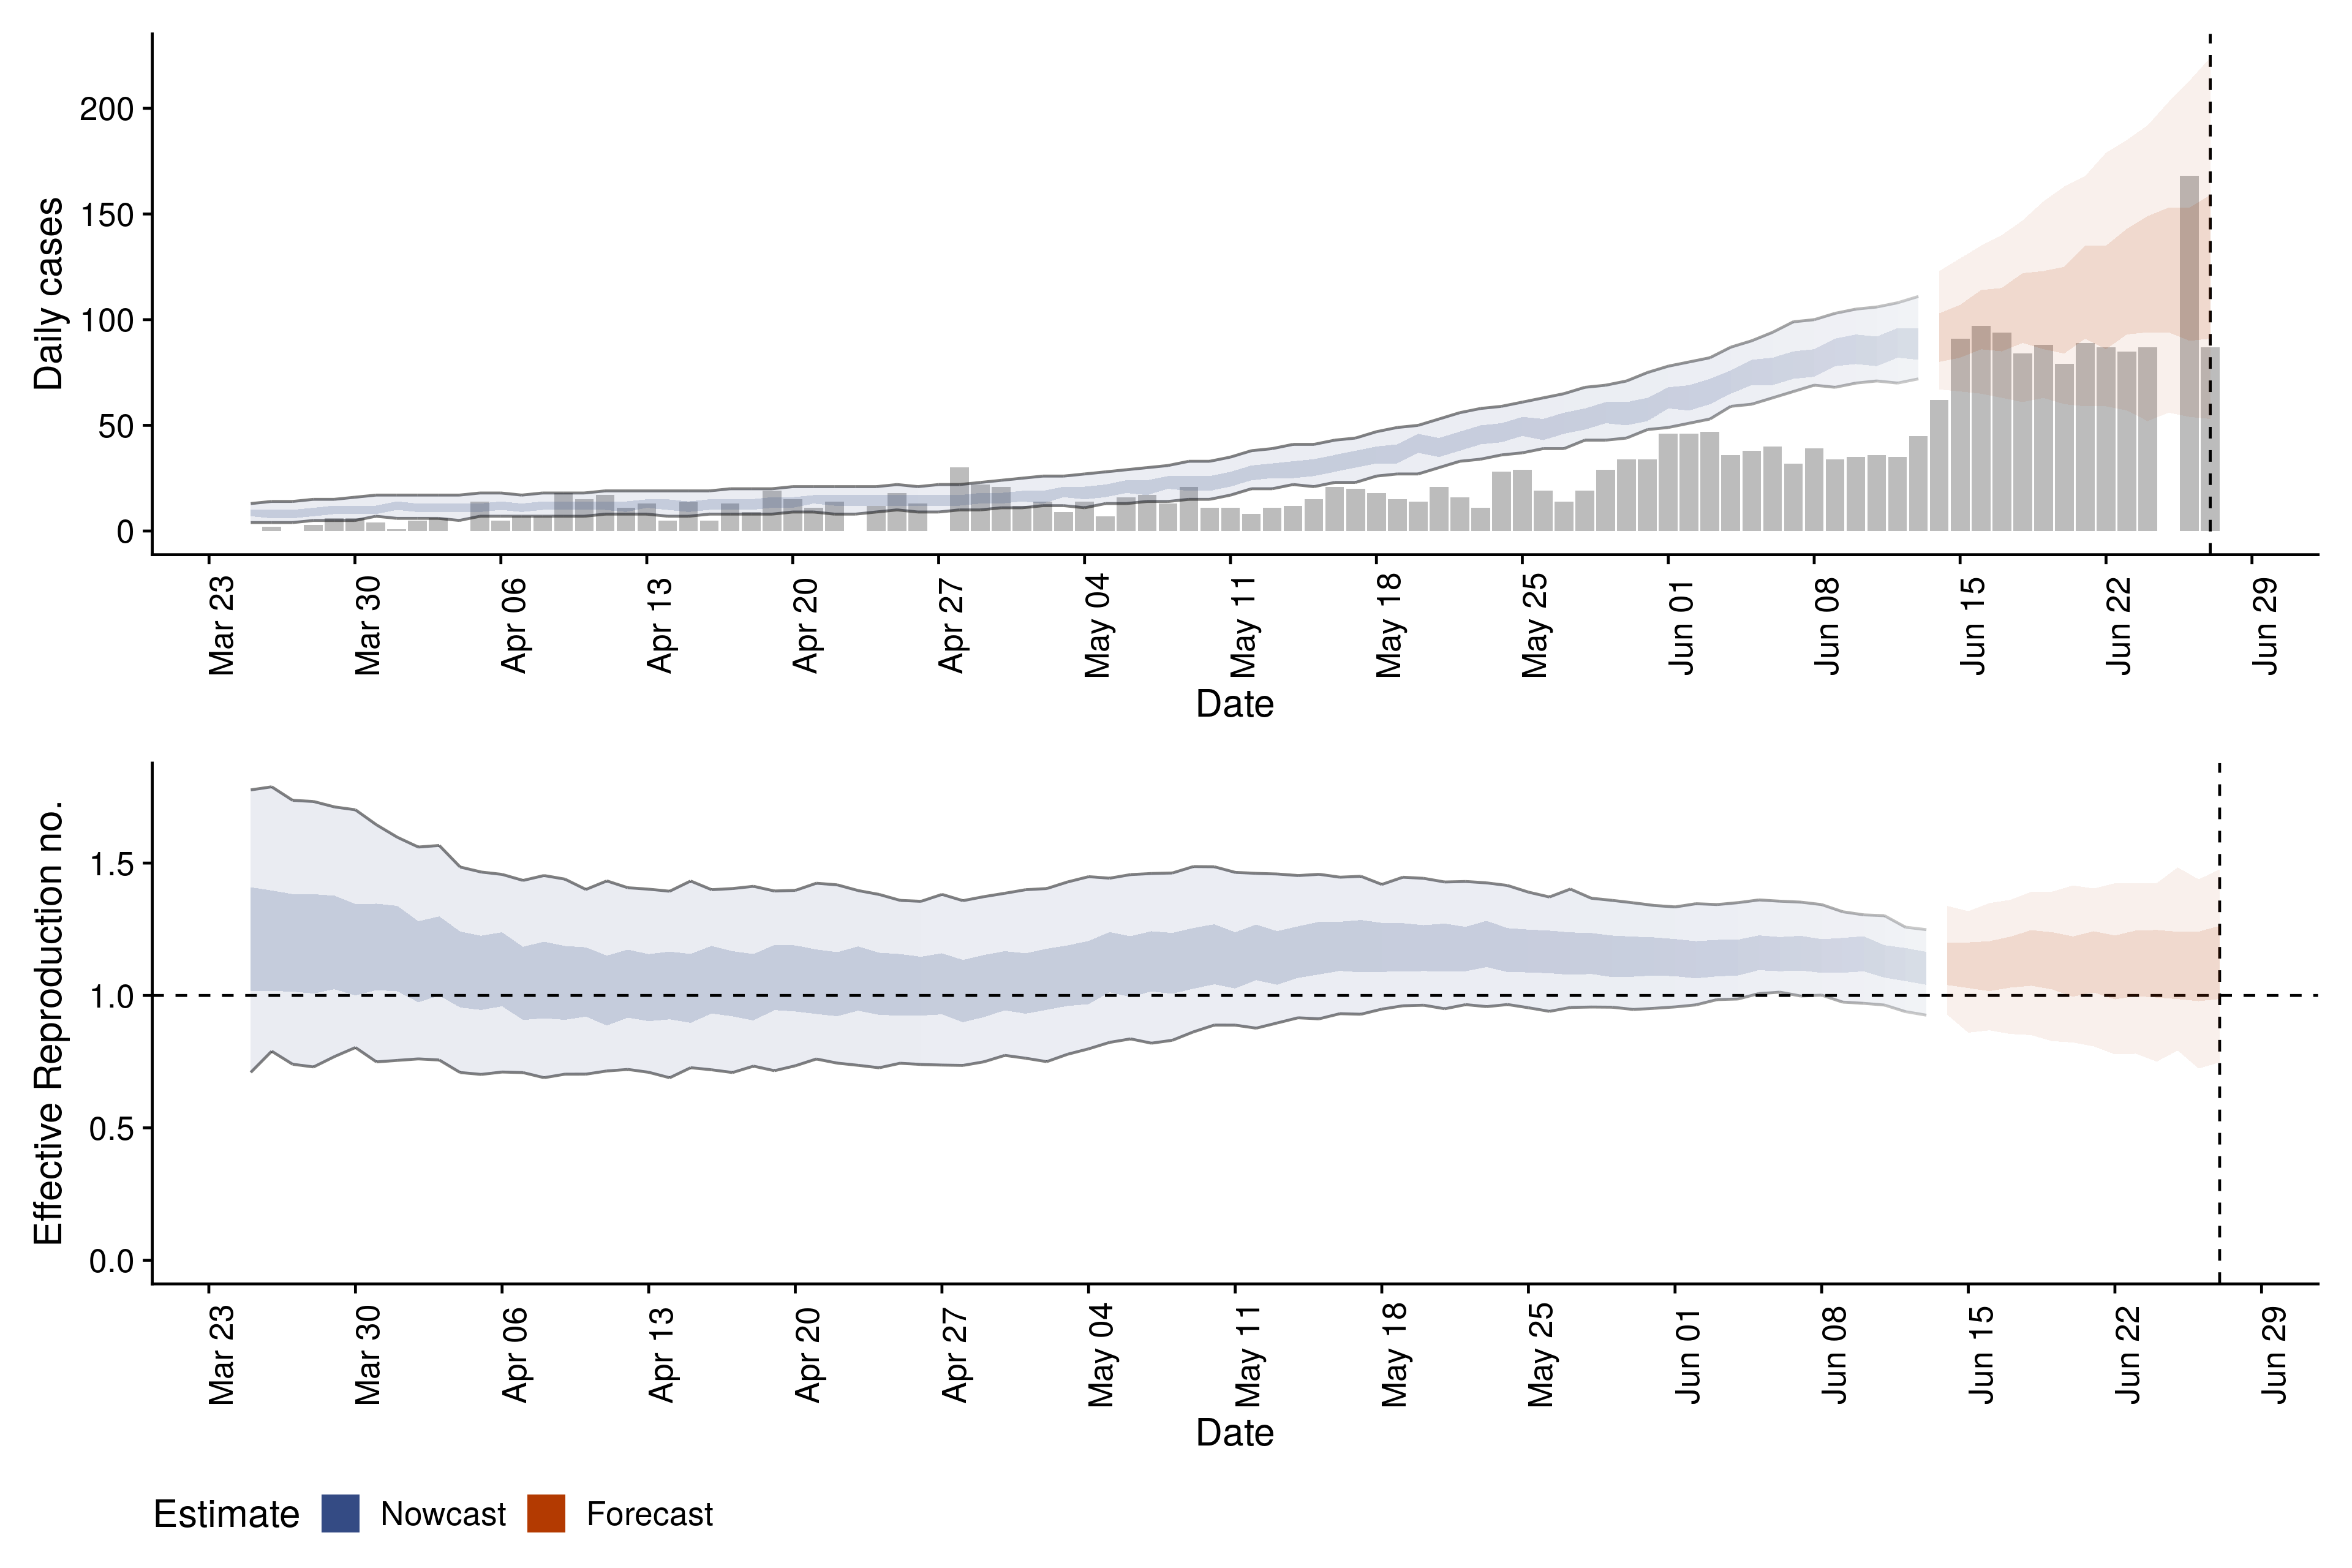 Daily cases
200
150
100
50
0
Mar 23
Mar 30
Apr 06
Apr 13
Apr 20
Apr 27
May 04
May 11
May 18
May 25
Jun 01
Jun 08
Jun 15
Jun 22
Jun 29
Date
Effective Reproduction no.
1.5
1.0
0.5
0.0
Mar 23
Mar 30
Apr 06
Apr 13
Apr 20
Apr 27
May 04
May 11
May 18
May 25
Jun 01
Jun 08
Jun 15
Jun 22
Jun 29
Date
Estimate Nowcast Forecast